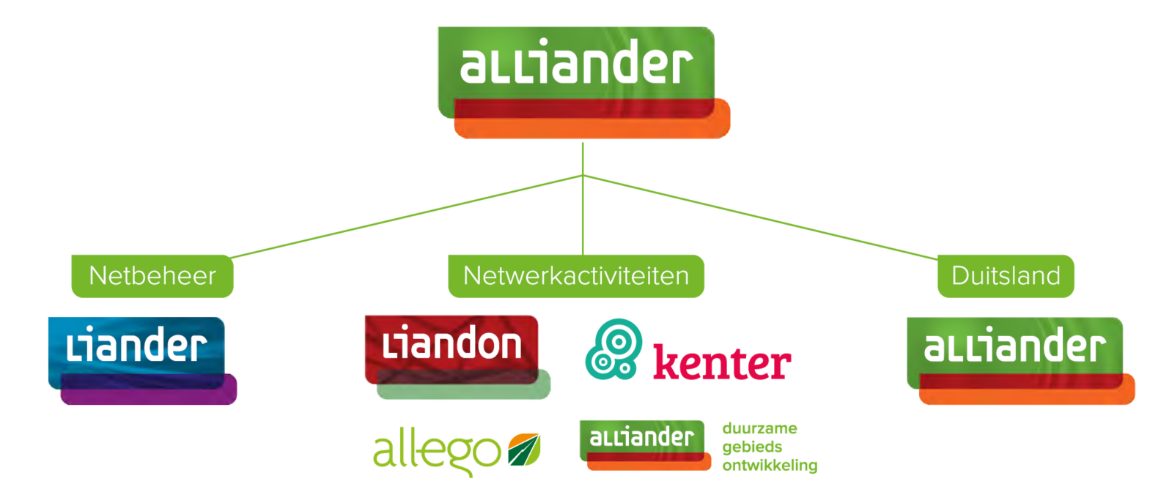 alliander
Netbeheer
Netwerkactiviteiten
Duitsland
liander
liandon
kenter
alliander
allego
alliander
duurzame
gebieds
ontwikkeling